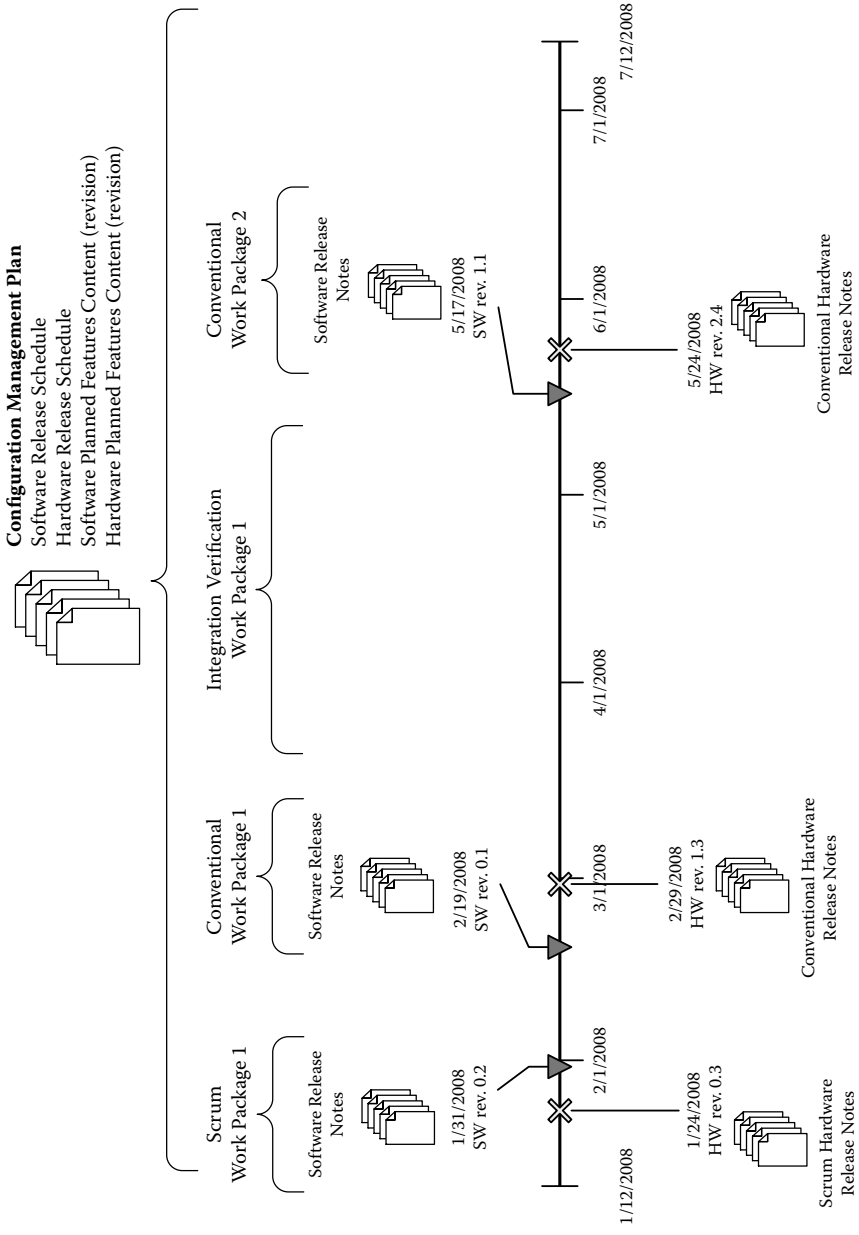 Configuration Management Plan
Software Release Schedule
Hardware Release Schedule
Software Planned Features Content (revision)
Hardware Planned Features Content (revision)
Scrum
Work Package 1
Conventional
Work Package 1
Integration Verification
Work Package 1
Conventional
Work Package 2
Software Release
Notes
Software Release
Notes
Software Release
Notes
1/31/2008
SW rev. 0.2
2/19/2008
SW rev. 0.1
5/17/2008
SW rev. 1.1
1/12/2008
2/1/2008
3/1/2008
4/1/2008
5/1/2008
6/1/2008
7/1/2008
7/12/2008
1/24/2008
HW rev. 0.3
2/29/2008
HW rev. 1.3
5/24/2008
HW rev. 2.4
Scrum Hardware
Release Notes
Conventional Hardware
Release Notes
Conventional Hardware
Release Notes